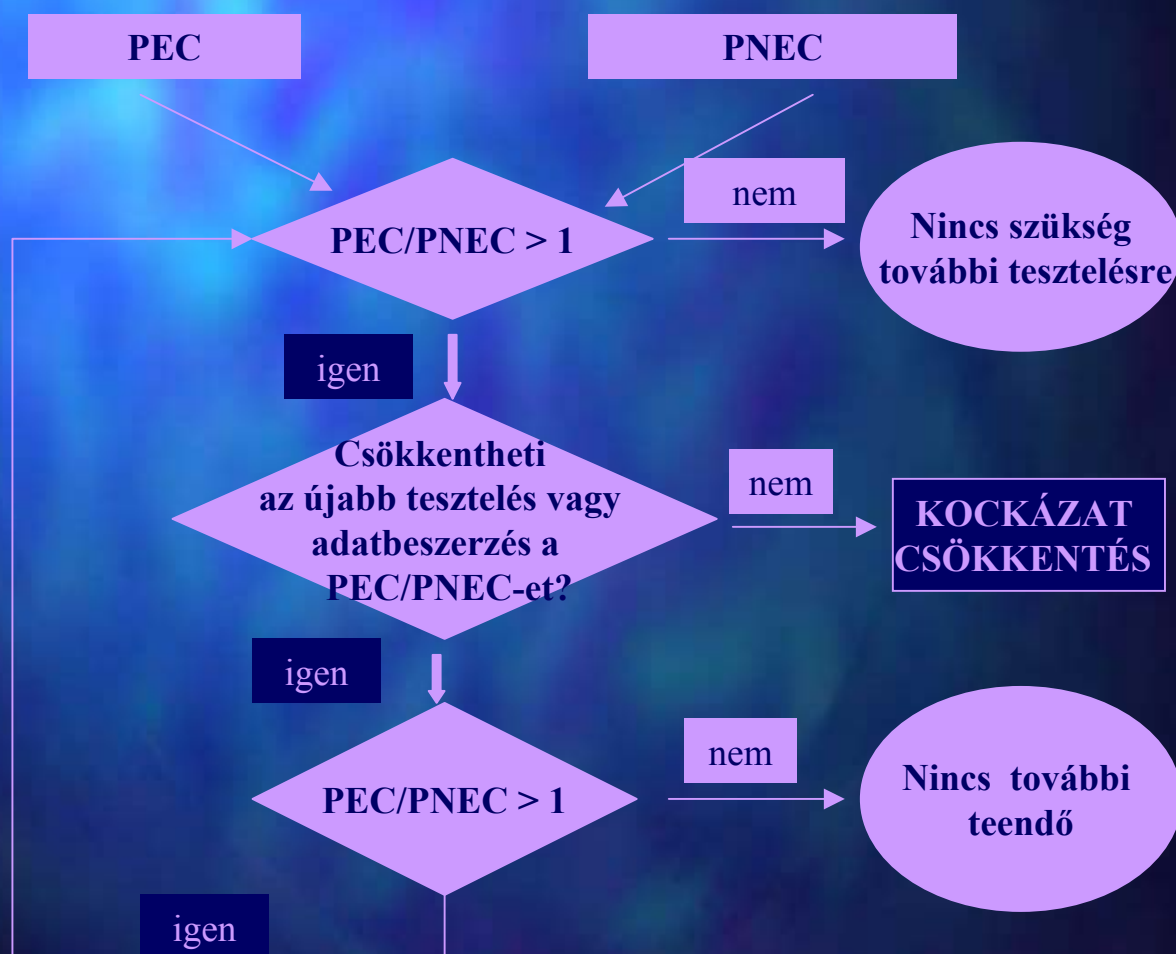 PEC
PNEC
PEC/PNEC > 1
nem
Nincs szükség
további tesztelésre
igen
Csökkentheti
az újabb tesztelés vagy
adatbeszerzés a
PEC/PNEC-et?
nem
KOCKÁZAT
CSÖKKENTÉS
igen
PEC/PNEC > 1
nem
Nincs további
teendő
igen